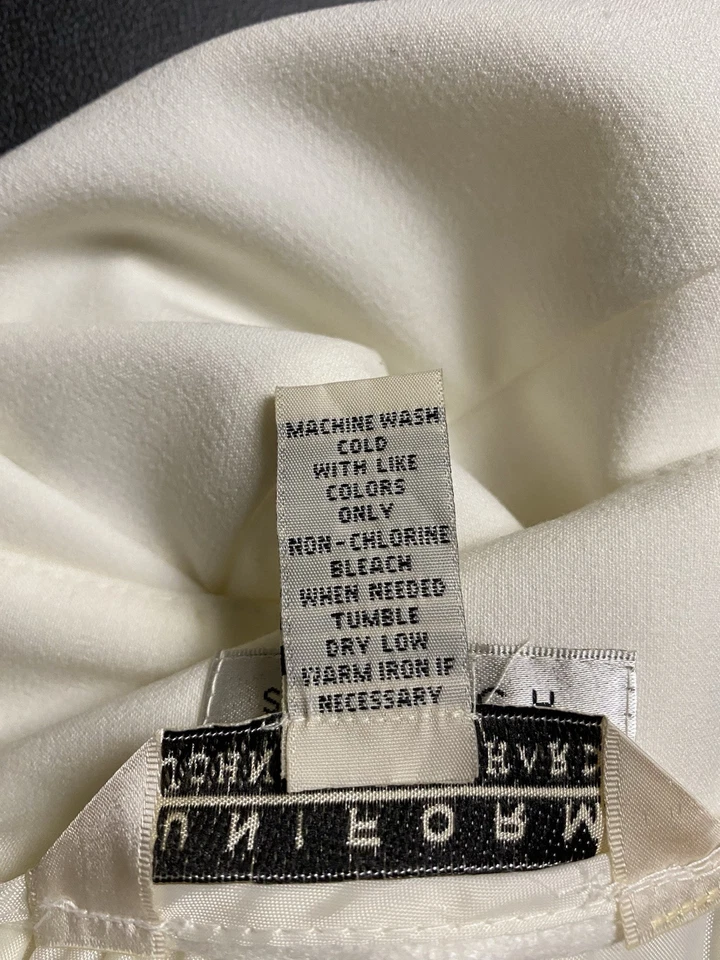 MACHINE WASH
COLD
WITH LIKE
COLORS
ONLY
NON-CHLORINE
BLEACH
WHEN NEEDED
TUMBLE
DRY LOW
WARM IRON IF
NECESSARY
JOHN
UNIFORM